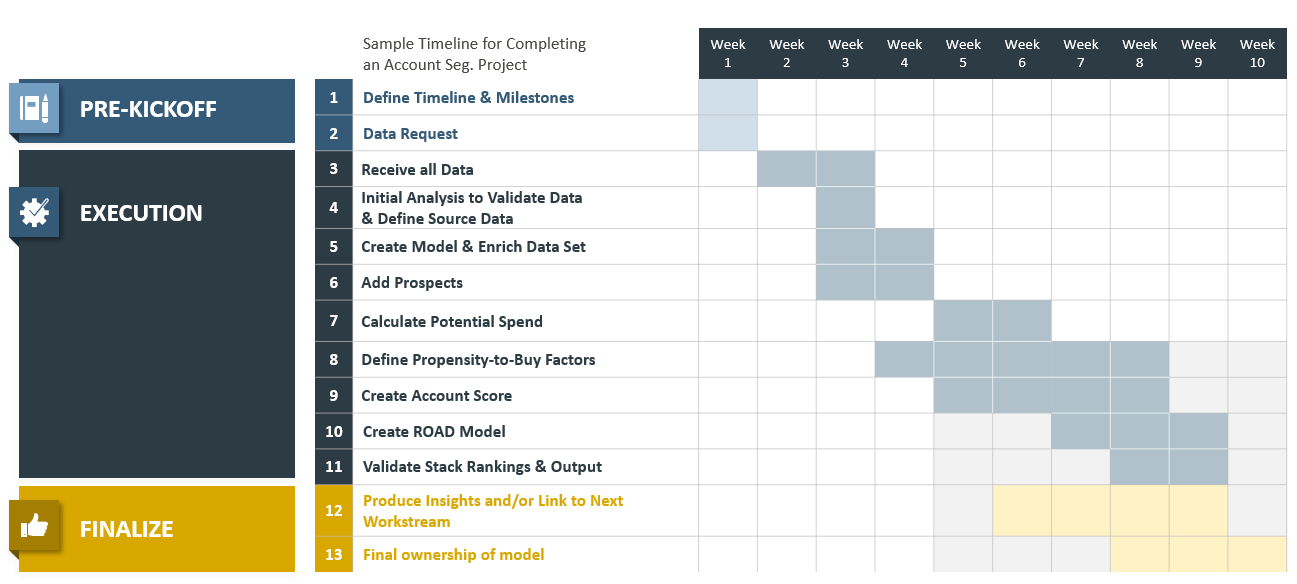 Sample Timeline for Completing
an Account Seg. Project
Week
1
Week
2
Week
3
Week
4
Week
5
Week
6
Week
7
Week
8
Week
9
Week
10
PRE-KICKOFF
1 Define Timeline & Milestones
2 Data Request
EXECUTION
3 Receive all Data
4 Initial Analysis to Validate Data
& Define Source Data
5 Create Model & Enrich Data Set
6 Add Prospects
7 Calculate Potential Spend
8 Define Propensity-to-Buy Factors
9 Create Account Score
10 Create ROAD Model
11 Validate Stack Rankings & Output
FINALIZE
12 Produce Insights and/or Link to Next
Workstream
13 Final ownership of model